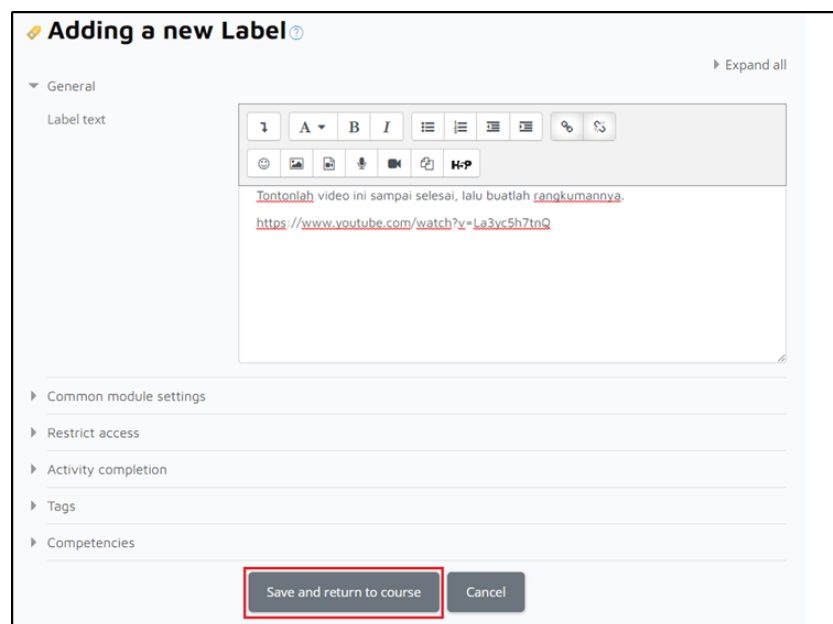 Adding a new Label
Expand all
General
Label text
A B I
H-P
Tontonlah video ini sampai selesai, lalu buatlah rangkumannya.
https://www.youtube.com/watch?v=La3yc5h7tnQ
Common module settings
Restrict access
Activity completion
Tags
Competencies
Save and return to course Cancel